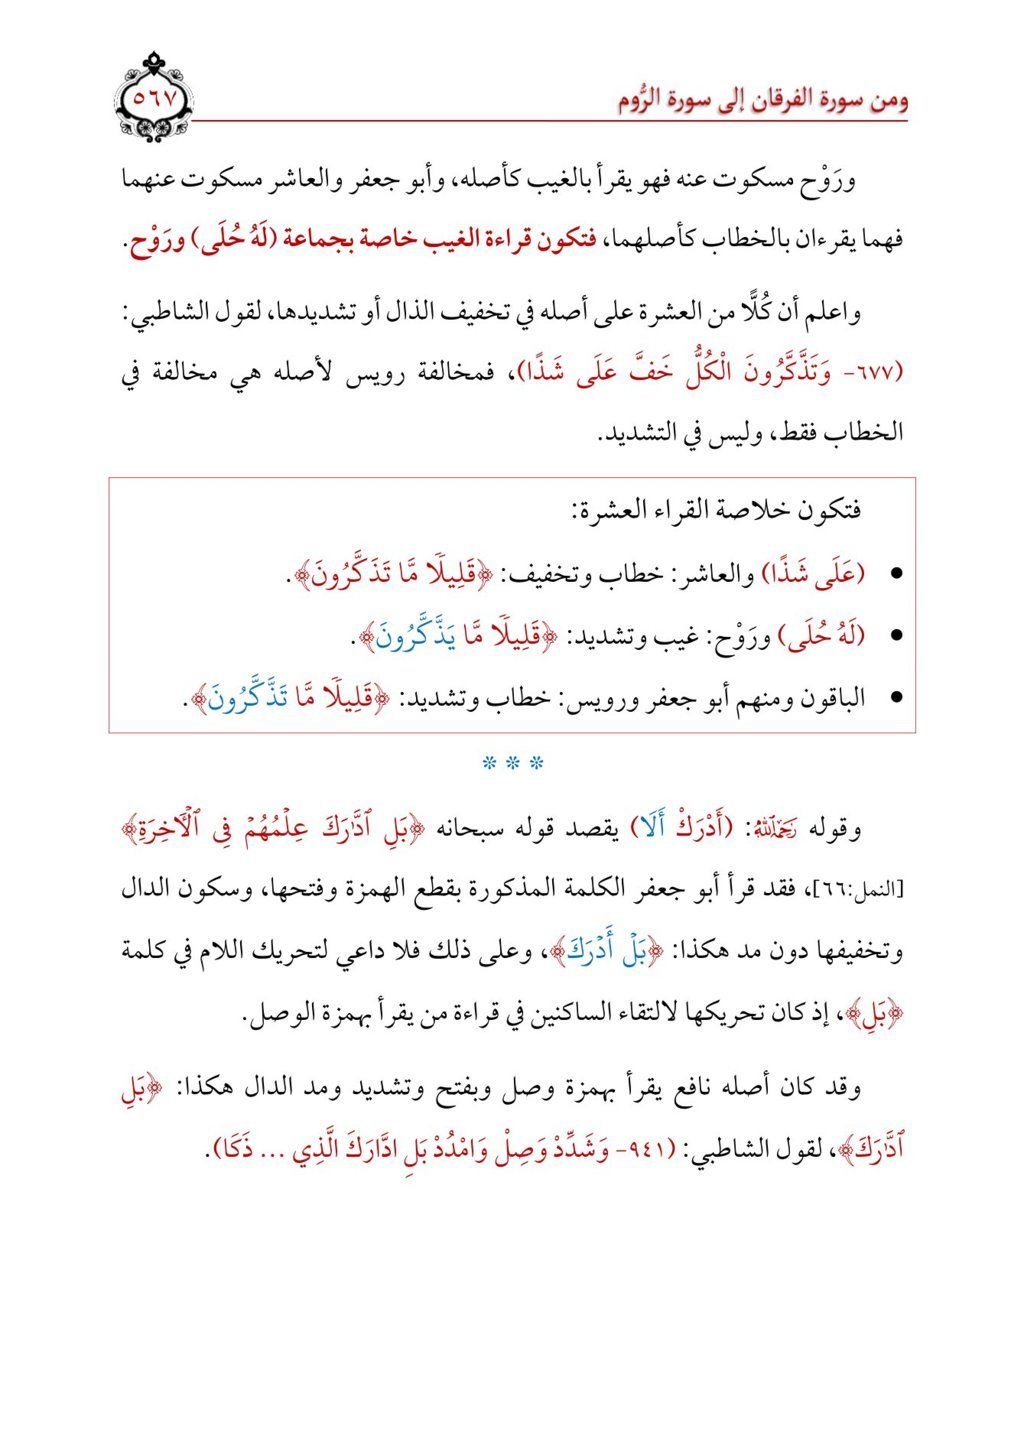 ومن سورة الفرقان إلى سورة الرُّوم
٥٦٧
ورَوْح مسكوت عنه فهو يقرأ بالغيب كأصله، وأبو جعفر والعاشر مسكوت عنهما
فهما يقرءان بالخطاب كأصلهما، فتكون قراءة الغيب خاصة بجماعة (لَهُ حُلَى) ورَوْح.
واعلم أن كُلًّا من العشرة على أصله في تخفيف الذال أو تشديدها، لقول الشاطبي:
(٦٧٧- وَتَذَّكَّرُونَ الْكُلُّ خَفَّ عَلَى شَذًا)، فمخالفة رويس لأصله هي مخالفة في
الخطاب فقط، وليس في التشديد.
فتكون خلاصة القراء العشرة:
• (عَلَى شَذًا) والعاشر: خطاب وتخفيف: ﴿قَلِيلًا مَّا تَذَكَّرُونَ﴾.
• (لَهُ حُلَى) ورَوْح: غيب وتشديد: ﴿قَلِيلًا مَّا يَذَّكَّرُونَ﴾.
• الباقون ومنهم أبو جعفر ورويس: خطاب وتشديد: ﴿قَلِيلًا مَّا تَذَّكَّرُونَ﴾.
* * *
وقوله رَحِمَهُ ٱللَّهُ: (أَدْرَكْ أَلَا) يقصد قوله سبحانه ﴿بَلِ ٱدَّٰرَكَ عِلْمُهُمْ فِى ٱلْأَخِرَةِ﴾
[النمل:٦٦]، فقد قرأ أبو جعفر الكلمة المذكورة بقطع الهمزة وفتحها، وسكون الدال
وتخفيفها دون مد هكذا: ﴿بَلْ أَدْرَكَ﴾، وعلى ذلك فلا داعي لتحريك اللام في كلمة
﴿بَلِ﴾، إذ كان تحريكها لالتقاء الساكنين في قراءة من يقرأ بهمزة الوصل.
وقد كان أصله نافع يقرأ بهمزة وصل وبفتح وتشديد ومد الدال هكذا: ﴿بَلِ
ٱدَّٰرَكَ﴾، لقول الشاطبي: (٩٤١- وَشَدِّدْ وَصِلْ وَامْدُدْ بَلِ ادَّارَكَ الَّذِي ... ذَكَا).